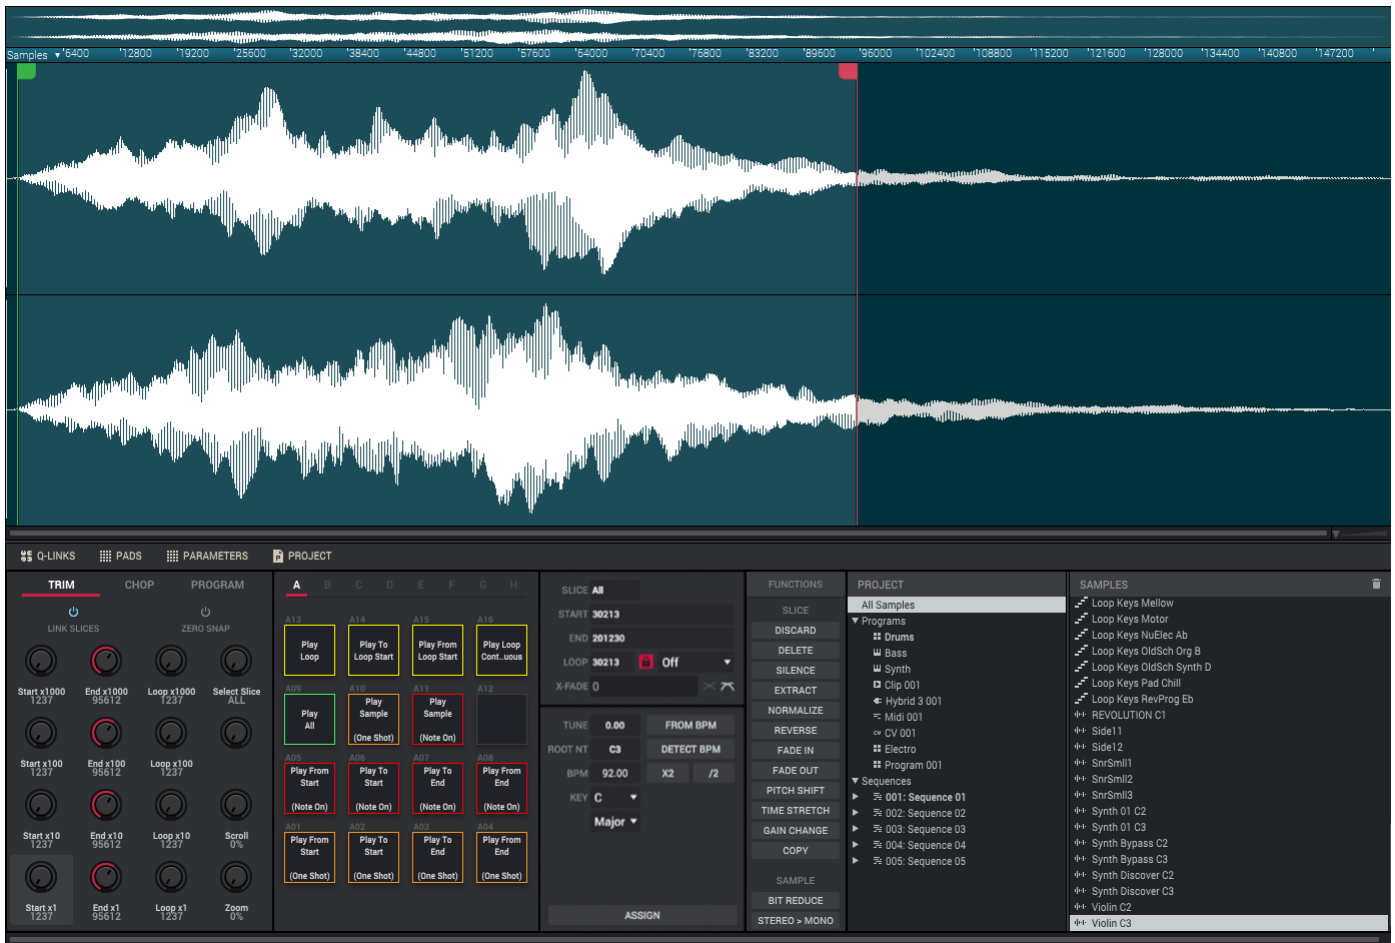 Samples ▾ '6400 '12800 '19200 '25600 '32000 '38400 '44800 '51200 '57600 '64000 '70400 '76800 '83200 '89600 '96000 '102400 '108800 '115200 '121600 '128000 '134400 '140800 '147200
Q-LINKS PADS PARAMETERS PROJECT
TRIM CHOP PROGRAM
LINK SLICES ZERO SNAP
Start x1000 End x1000 Loop x1000 Select Slice
1237 95612 1237 ALL
Start x100 End x100 Loop x100
1237 95612 1237
Start x10 End x10 Loop x10 Scroll
1237 95612 1237 0%
Start x1 End x1 Loop x1 Zoom
1237 95612 1237 0%
A B C D E F G H
A13 A14 A15 A16
Play Loop
Play To Loop Start
Play From Loop Start
Play Loop Cont..uous
A09 A10 A11 A12
Play All
Play Sample (One Shot)
Play Sample (Note On)
A05 A06 A07 A08
Play From Start (Note On)
Play To Start (Note On)
Play To End (Note On)
Play From End (Note On)
A01 A02 A03 A04
Play From Start (One Shot)
Play To Start (One Shot)
Play To End (One Shot)
Play From End (One Shot)
SLICE All
START 30213
END 201230
LOOP 30213 Off
X-FADE 0
TUNE 0.00 FROM BPM
ROOT NT C3 DETECT BPM
BPM 92.00 X2 /2
KEY C
Major
ASSIGN
FUNCTIONS
SLICE
DISCARD
DELETE
SILENCE
EXTRACT
NORMALIZE
REVERSE
FADE IN
FADE OUT
PITCH SHIFT
TIME STRETCH
GAIN CHANGE
COPY
SAMPLE
BIT REDUCE
STEREO > MONO
PROJECT
All Samples
Programs
Drums
Bass
Synth
Clip 001
Hybrid 3 001
Midi 001
CV CV 001
Electro
Program 001
Sequences
001: Sequence 01
002: Sequence 02
003: Sequence 03
004: Sequence 04
005: Sequence 05
SAMPLES
Loop Keys Mellow
Loop Keys Motor
Loop Keys NuElec Ab
Loop Keys OldSch Org B
Loop Keys OldSch Synth D
Loop Keys Pad Chill
Loop Keys RevProg Eb
REVOLUTION C1
Side11
Side12
SnrSmll1
SnrSmll2
SnrSmll3
Synth 01 C2
Synth 01 C3
Synth Bypass C2
Synth Bypass C3
Synth Discover C2
Synth Discover C3
Violin C2
Violin C3